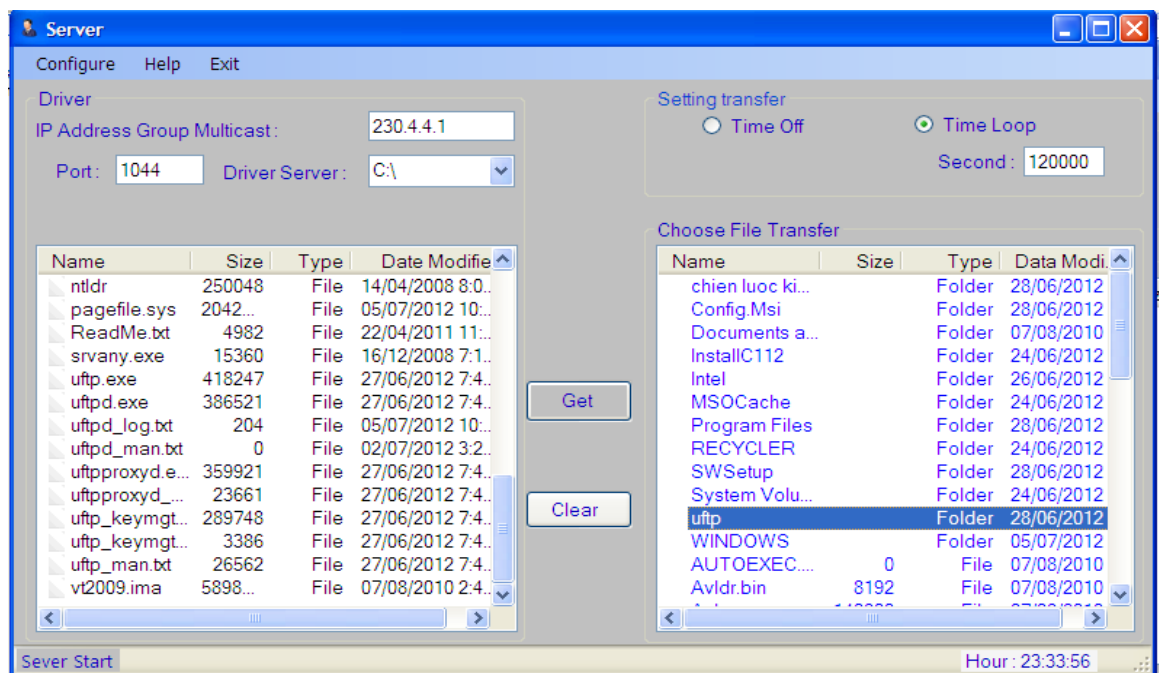 Server
Configure Help Exit
Driver
IP Address Group Multicast : 230.4.4.1
Port : 1044 Driver Server : C:\
Name Size Type Date Modifie
ntldr 250048 File 14/04/2008 8:0..
pagefile.sys 2042... File 05/07/2012 10:..
ReadMe.txt 4982 File 22/04/2011 11:..
srvany.exe 15360 File 16/12/2008 7:1..
uftp.exe 418247 File 27/06/2012 7:4..
uftpd.exe 386521 File 27/06/2012 7:4..
uftpd_log.txt 204 File 05/07/2012 10:..
uftpd_man.txt 0 File 02/07/2012 3:2..
uftpproxyd.e... 359921 File 27/06/2012 7:4..
uftpproxyd_... 23661 File 27/06/2012 7:4..
uftp_keymgt... 289748 File 27/06/2012 7:4..
uftp_keymgt... 3386 File 27/06/2012 7:4..
uftp_man.txt 26562 File 27/06/2012 7:4..
vt2009.ima 5898... File 07/08/2010 2:4..
Get
Clear
Setting transfer
Time Off Time Loop
Second : 120000
Choose File Transfer
Name Size Type Data Modi.
chien luoc ki... Folder 28/06/2012
Config.Msi Folder 28/06/2012
Documents a... Folder 07/08/2010
InstallC112 Folder 24/06/2012
Intel Folder 26/06/2012
MSOCache Folder 24/06/2012
Program Files Folder 28/06/2012
RECYCLER Folder 24/06/2012
SWSetup Folder 28/06/2012
System Volu... Folder 24/06/2012
uftp Folder 28/06/2012
WINDOWS Folder 05/07/2012
AUTOEXEC.... 0 File 07/08/2010
Avldr.bin 8192 File 07/08/2010
Sever Start
Hour : 23:33:56